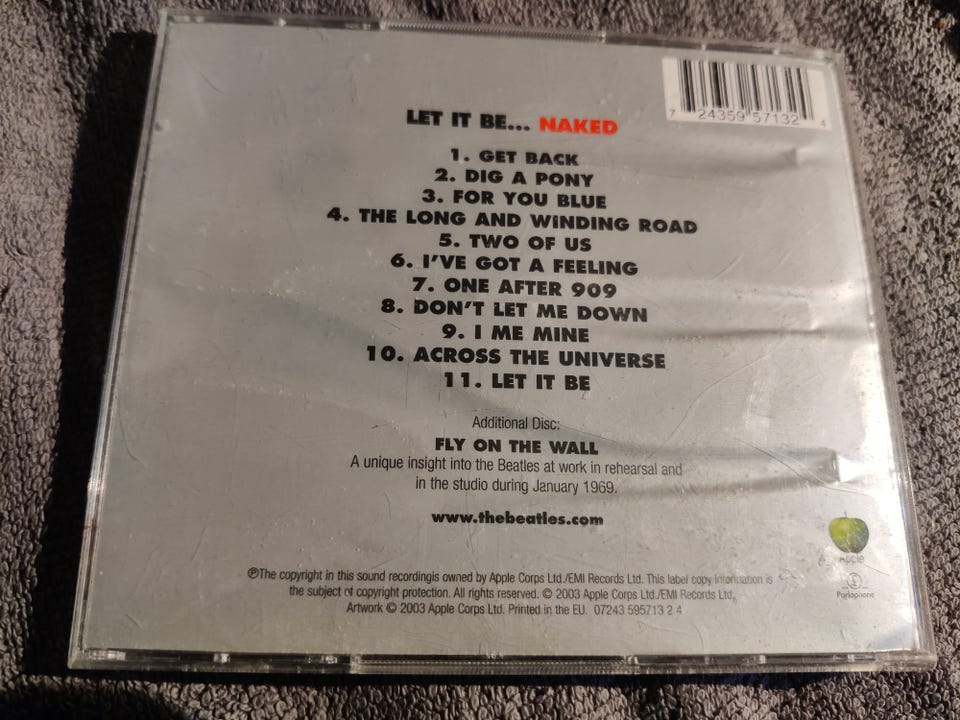 7 24359 57132 4
LET IT BE... NAKED
1. GET BACK
2. DIG A PONY
3. FOR YOU BLUE
4. THE LONG AND WINDING ROAD
5. TWO OF US
6. I'VE GOT A FEELING
7. ONE AFTER 909
8. DON'T LET ME DOWN
9. I ME MINE
10. ACROSS THE UNIVERSE
11. LET IT BE
Additional Disc:
FLY ON THE WALL
A unique insight into the Beatles at work in rehearsal and
in the studio during January 1969.
www.thebeatles.com
Apple
Parlophone
℗The copyright in this sound recordingis owned by Apple Corps Ltd./EMI Records Ltd. This label copy information is
the subject of copyright protection. All rights reserved. © 2003 Apple Corps Ltd./EMI Records Ltd,
Artwork © 2003 Apple Corps Ltd. Printed in the EU. 07243 595713 2 4